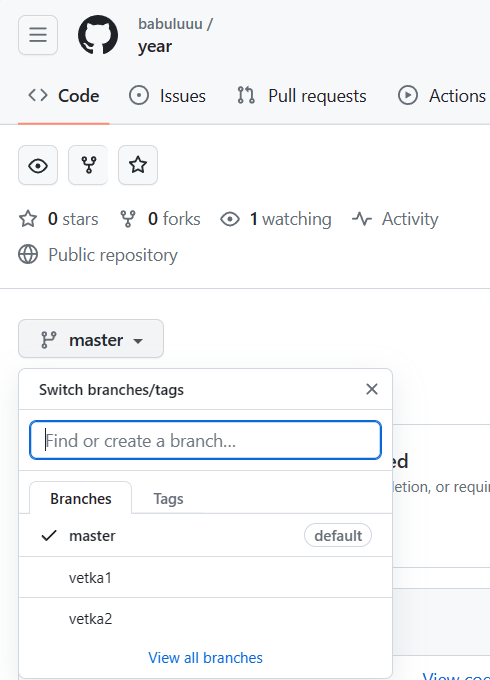 babuluuu /
year
Code Issues Pull requests Actions
0 stars 0 forks 1 watching Activity
Public repository
master
Switch branches/tags
Find or create a branch...
ed
letion, or requi
Branches Tags
master default
vetka1
vetka2
View all branches
View co